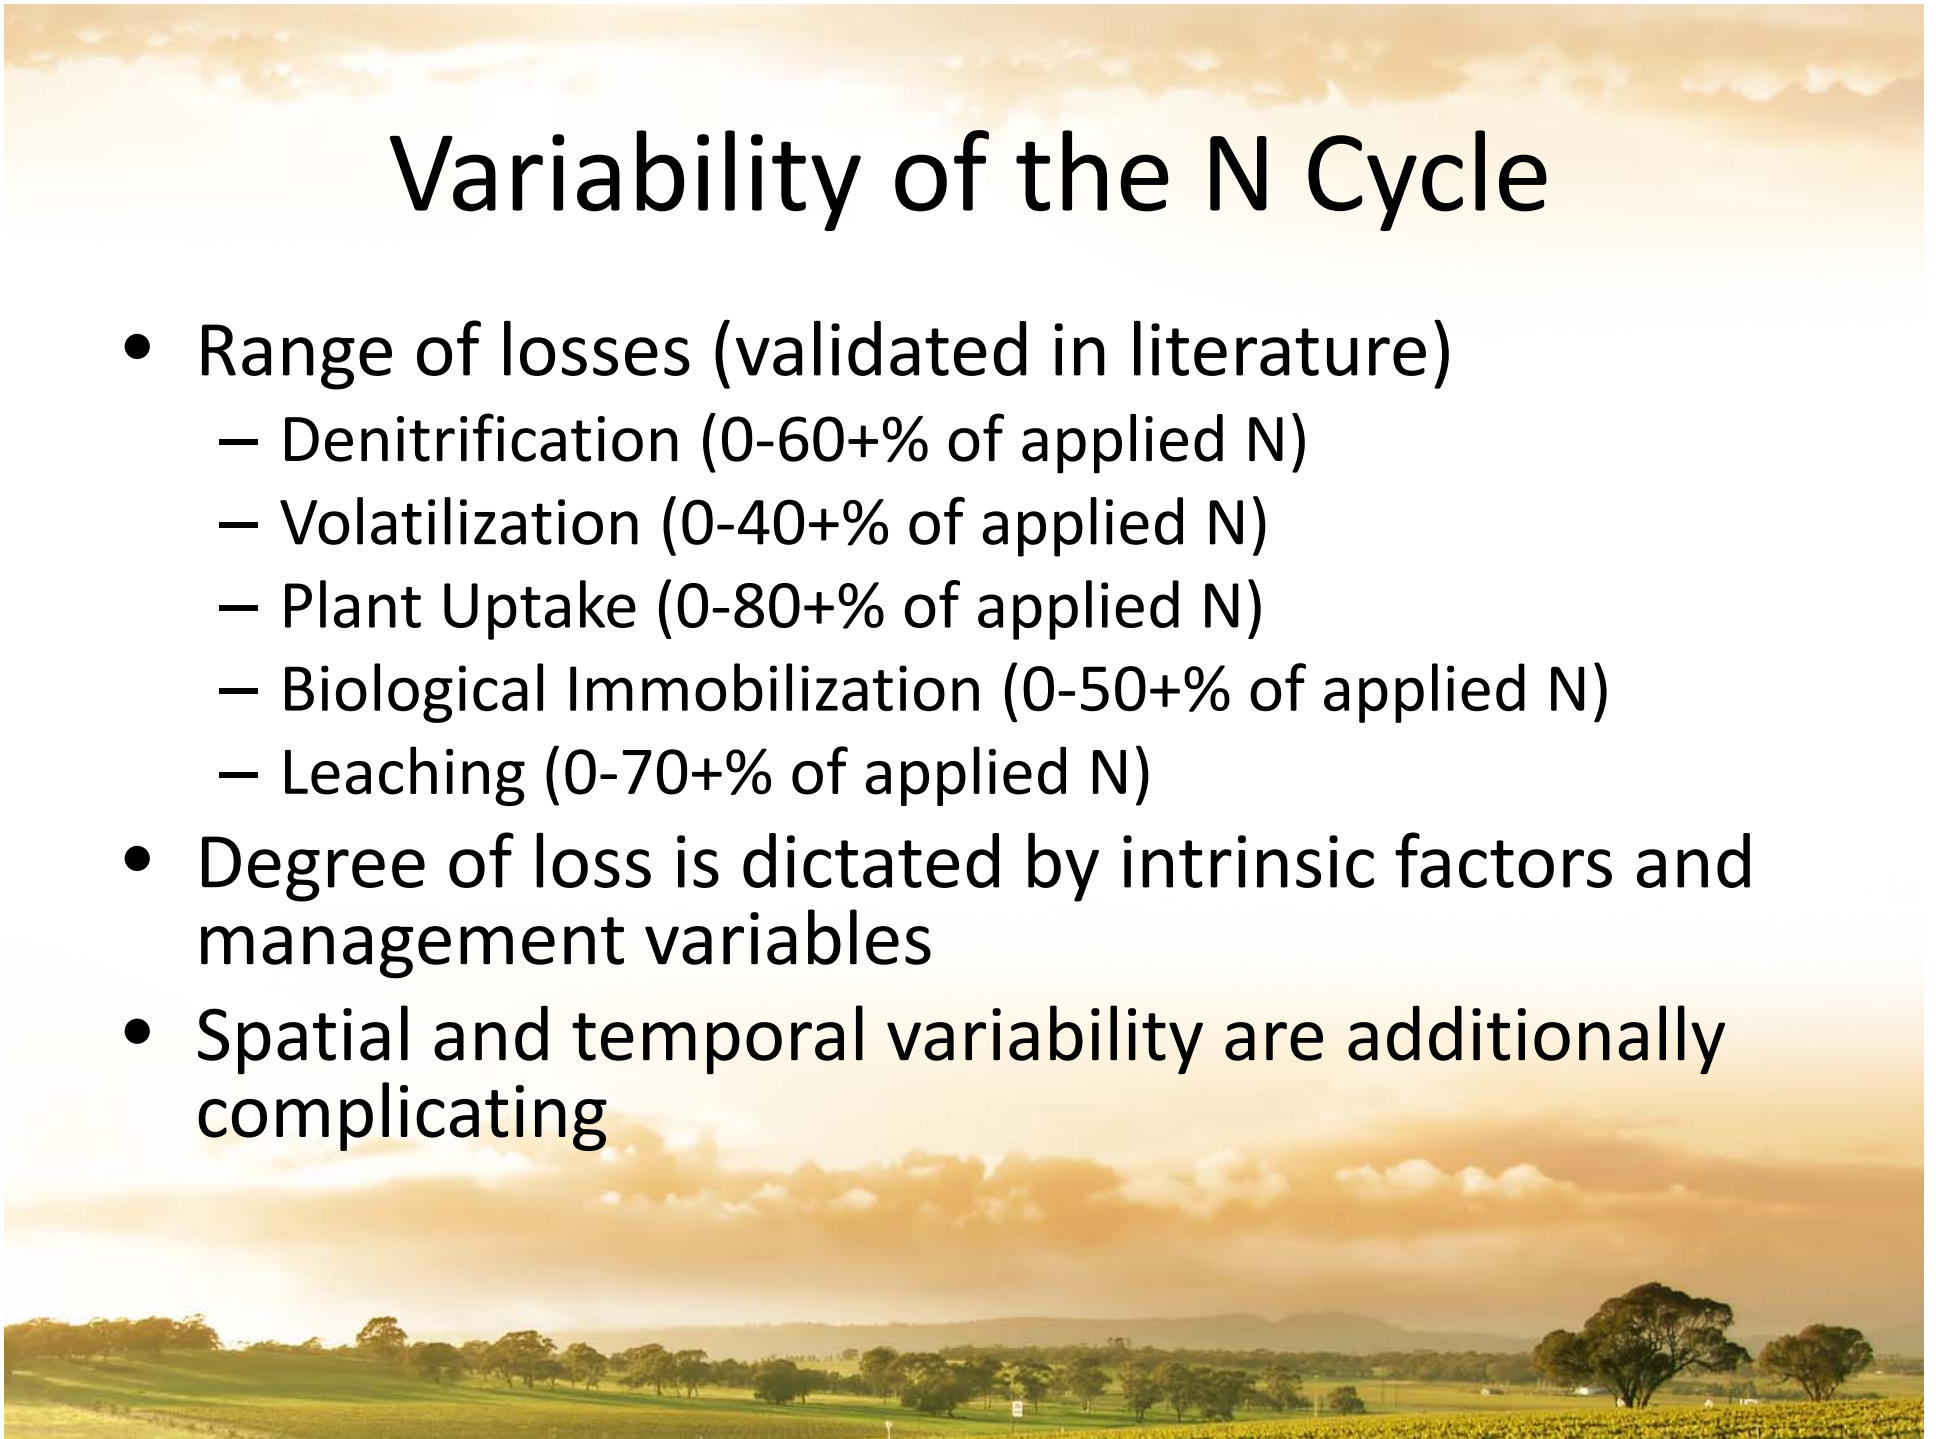 Variability of the N Cycle
• Range of losses (validated in literature)
– Denitrification (0-60+% of applied N)
– Volatilization (0-40+% of applied N)
– Plant Uptake (0-80+% of applied N)
– Biological Immobilization (0-50+% of applied N)
– Leaching (0-70+% of applied N)
• Degree of loss is dictated by intrinsic factors and
management variables
• Spatial and temporal variability are additionally
complicating